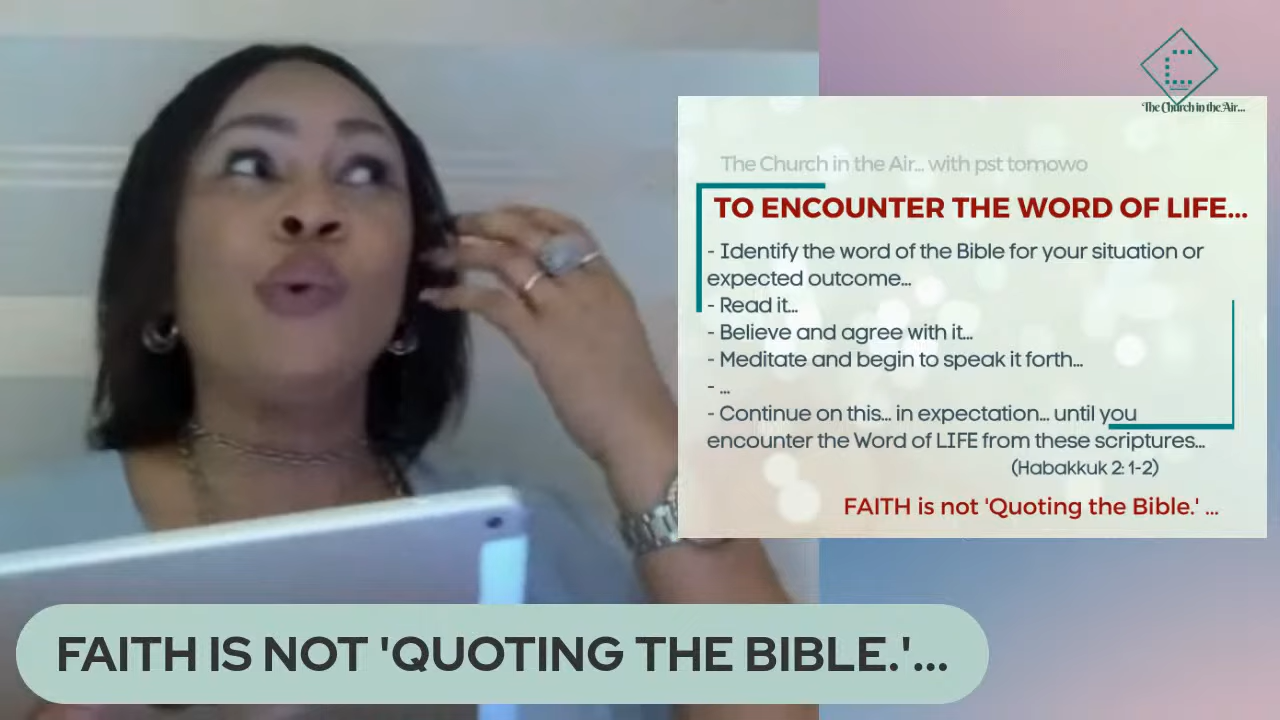 The Church in the Air...
The Church in the Air... with pst tomowo
TO ENCOUNTER THE WORD OF LIFE...
- Identify the word of the Bible for your situation or
expected outcome...
- Read it...
- Believe and agree with it...
- Meditate and begin to speak it forth...
- ...
- Continue on this... in expectation... until you
encounter the Word of LIFE from these scriptures...
(Habakkuk 2: 1-2)
FAITH is not 'Quoting the Bible.' ...
FAITH IS NOT 'QUOTING THE BIBLE.'...